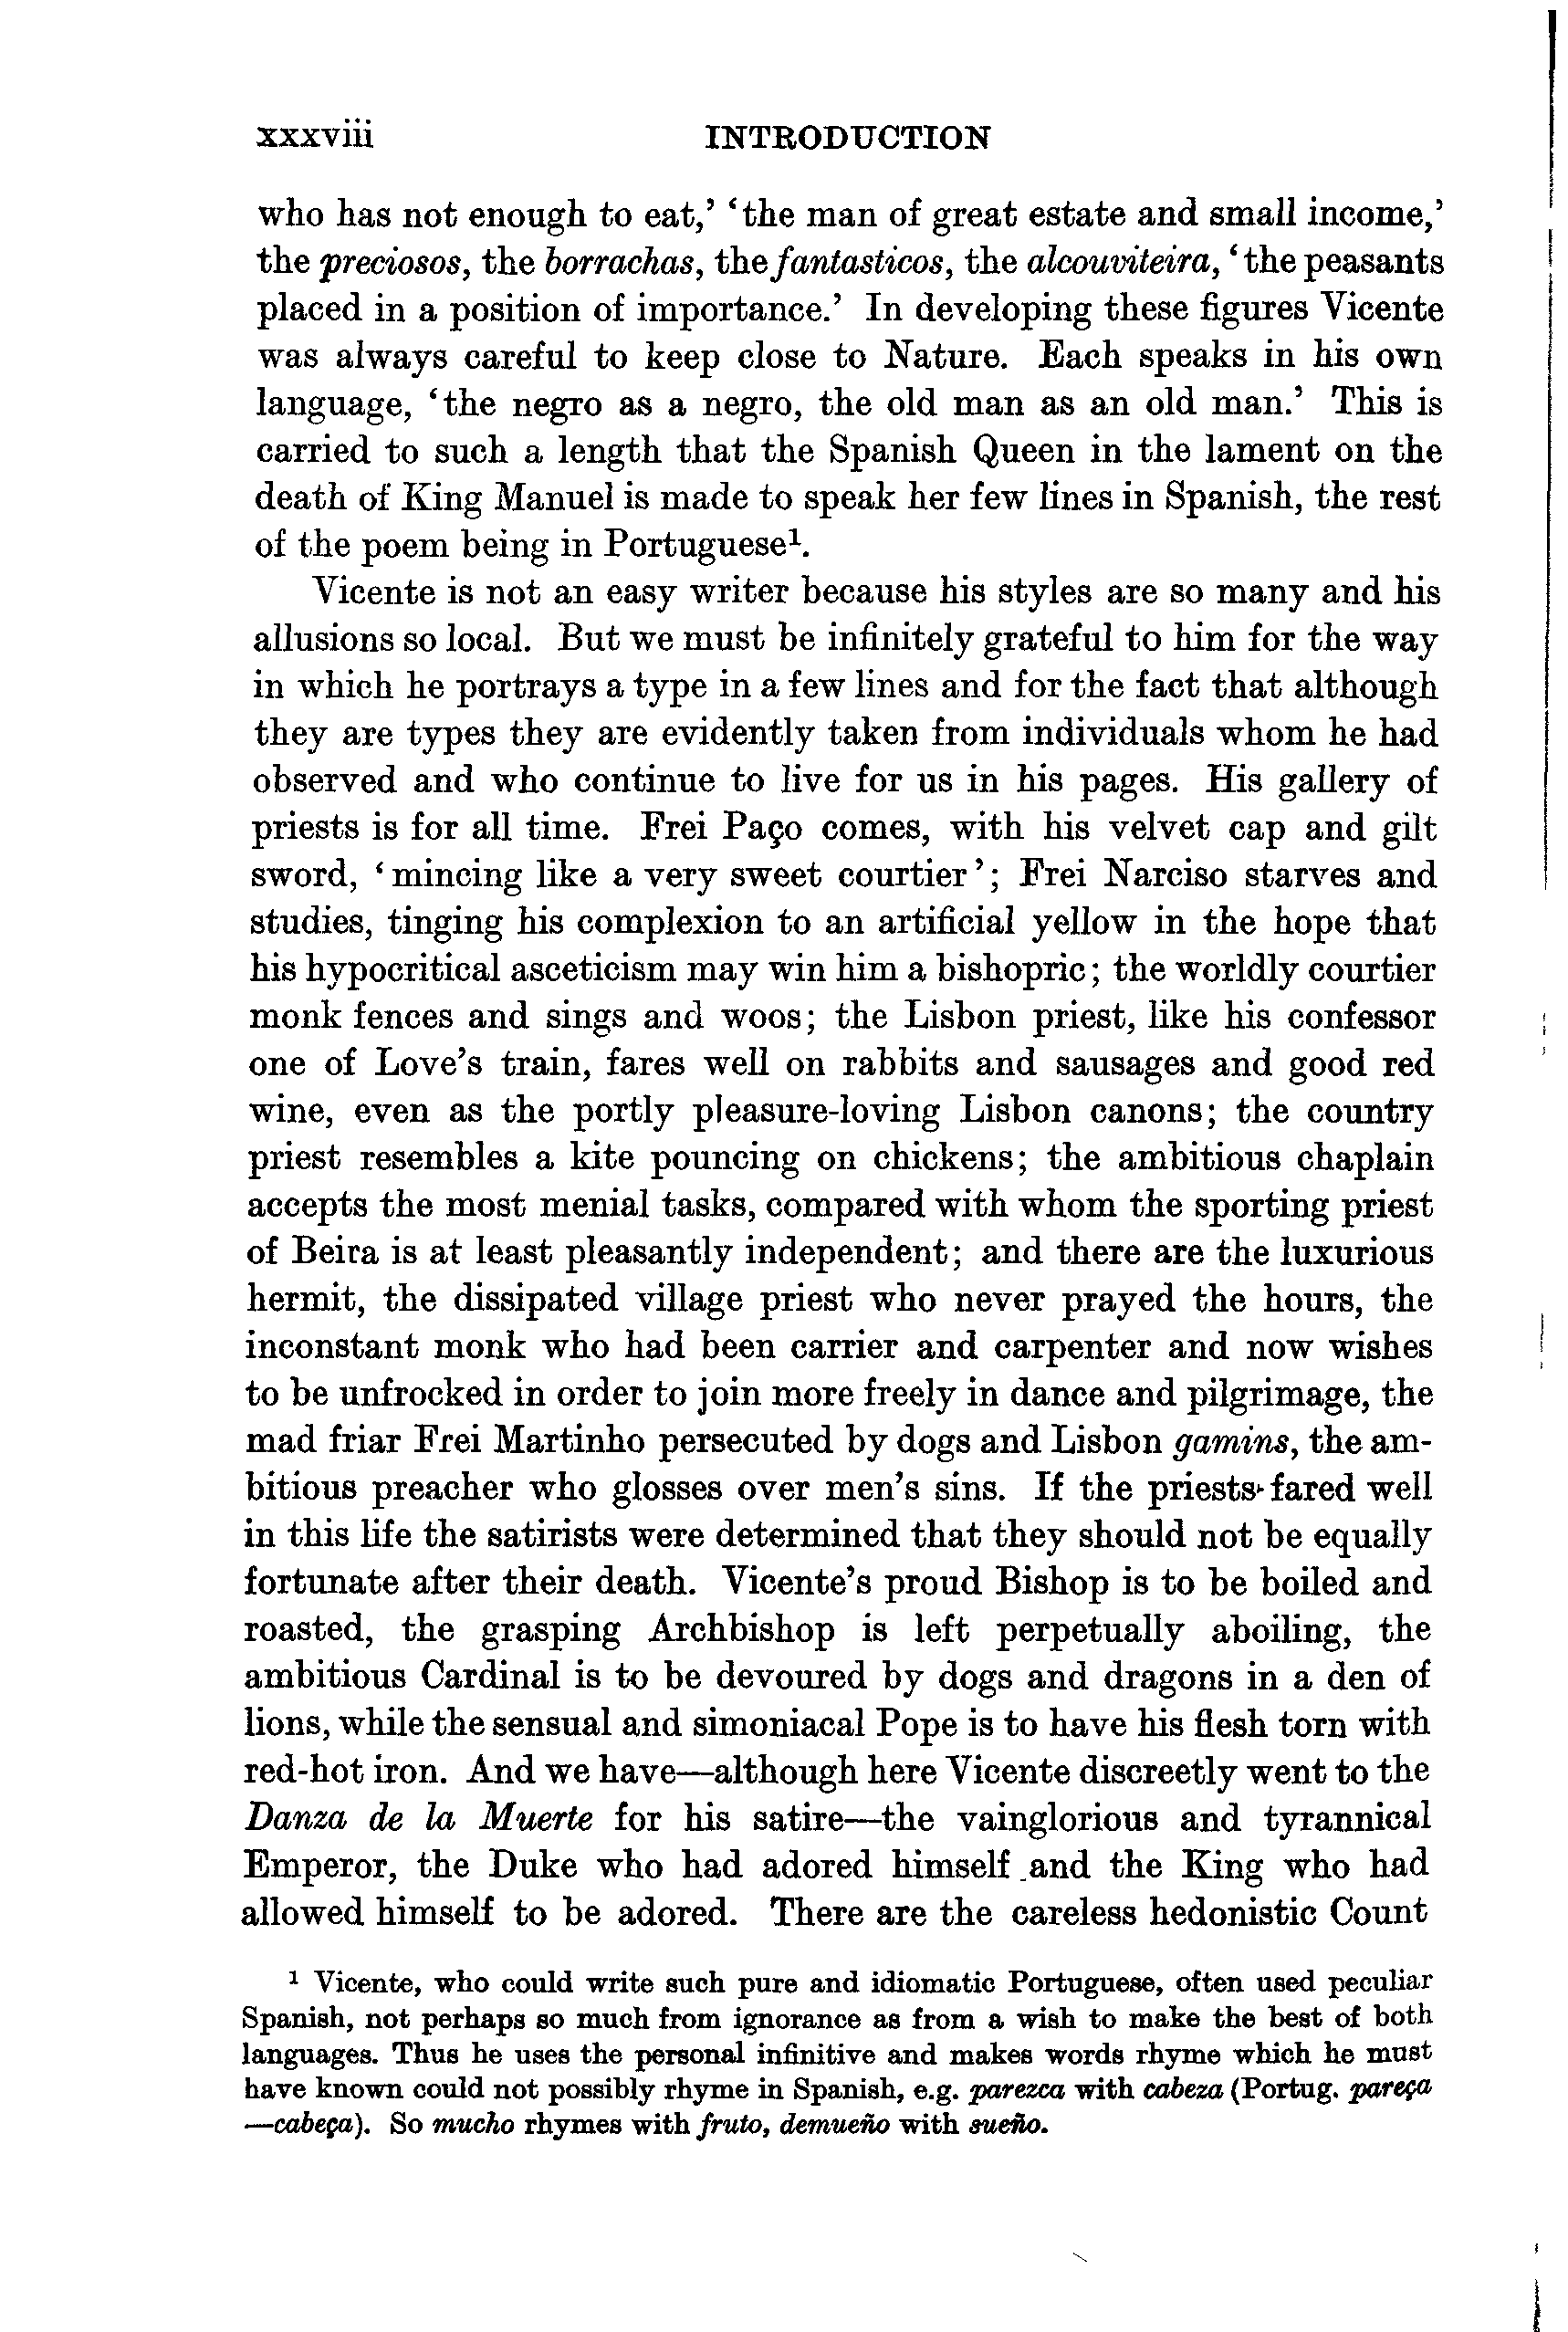 xxxviii INTRODUCTION
who has not enough to eat,' 'the man of great estate and small income,'
the preciosos, the borrachas, the fantasticos, the alcouviteira, 'the peasants
placed in a position of importance.' In developing these figures Vicente
was always careful to keep close to Nature. Each speaks in his own
language, 'the negro as a negro, the old man as an old man.' This is
carried to such a length that the Spanish Queen in the lament on the
death of King Manuel is made to speak her few lines in Spanish, the rest
of the poem being in Portuguese¹.
Vicente is not an easy writer because his styles are so many and his
allusions so local. But we must be infinitely grateful to him for the way
in which he portrays a type in a few lines and for the fact that although
they are types they are evidently taken from individuals whom he had
observed and who continue to live for us in his pages. His gallery of
priests is for all time. Frei Paço comes, with his velvet cap and gilt
sword, 'mincing like a very sweet courtier'; Frei Narciso starves and
studies, tinging his complexion to an artificial yellow in the hope that
his hypocritical asceticism may win him a bishopric; the worldly courtier
monk fences and sings and woos; the Lisbon priest, like his confessor
one of Love's train, fares well on rabbits and sausages and good red
wine, even as the portly pleasure-loving Lisbon canons; the country
priest resembles a kite pouncing on chickens; the ambitious chaplain
accepts the most menial tasks, compared with whom the sporting priest
of Beira is at least pleasantly independent; and there are the luxurious
hermit, the dissipated village priest who never prayed the hours, the
inconstant monk who had been carrier and carpenter and now wishes
to be unfrocked in order to join more freely in dance and pilgrimage, the
mad friar Frei Martinho persecuted by dogs and Lisbon gamins, the am-
bitious preacher who glosses over men's sins. If the priests fared well
in this life the satirists were determined that they should not be equally
fortunate after their death. Vicente's proud Bishop is to be boiled and
roasted, the grasping Archbishop is left perpetually aboiling, the
ambitious Cardinal is to be devoured by dogs and dragons in a den of
lions, while the sensual and simoniacal Pope is to have his flesh torn with
red-hot iron. And we have—although here Vicente discreetly went to the
Danza de la Muerte for his satire—the vainglorious and tyrannical
Emperor, the Duke who had adored himself and the King who had
allowed himself to be adored. There are the careless hedonistic Count
¹ Vicente, who could write such pure and idiomatic Portuguese, often used peculiar
Spanish, not perhaps so much from ignorance as from a wish to make the best of both
languages. Thus he uses the personal infinitive and makes words rhyme which he must
have known could not possibly rhyme in Spanish, e.g. parezca with cabeza (Portug. pareça
—cabeça). So mucho rhymes with fruto, demueño with sueño.